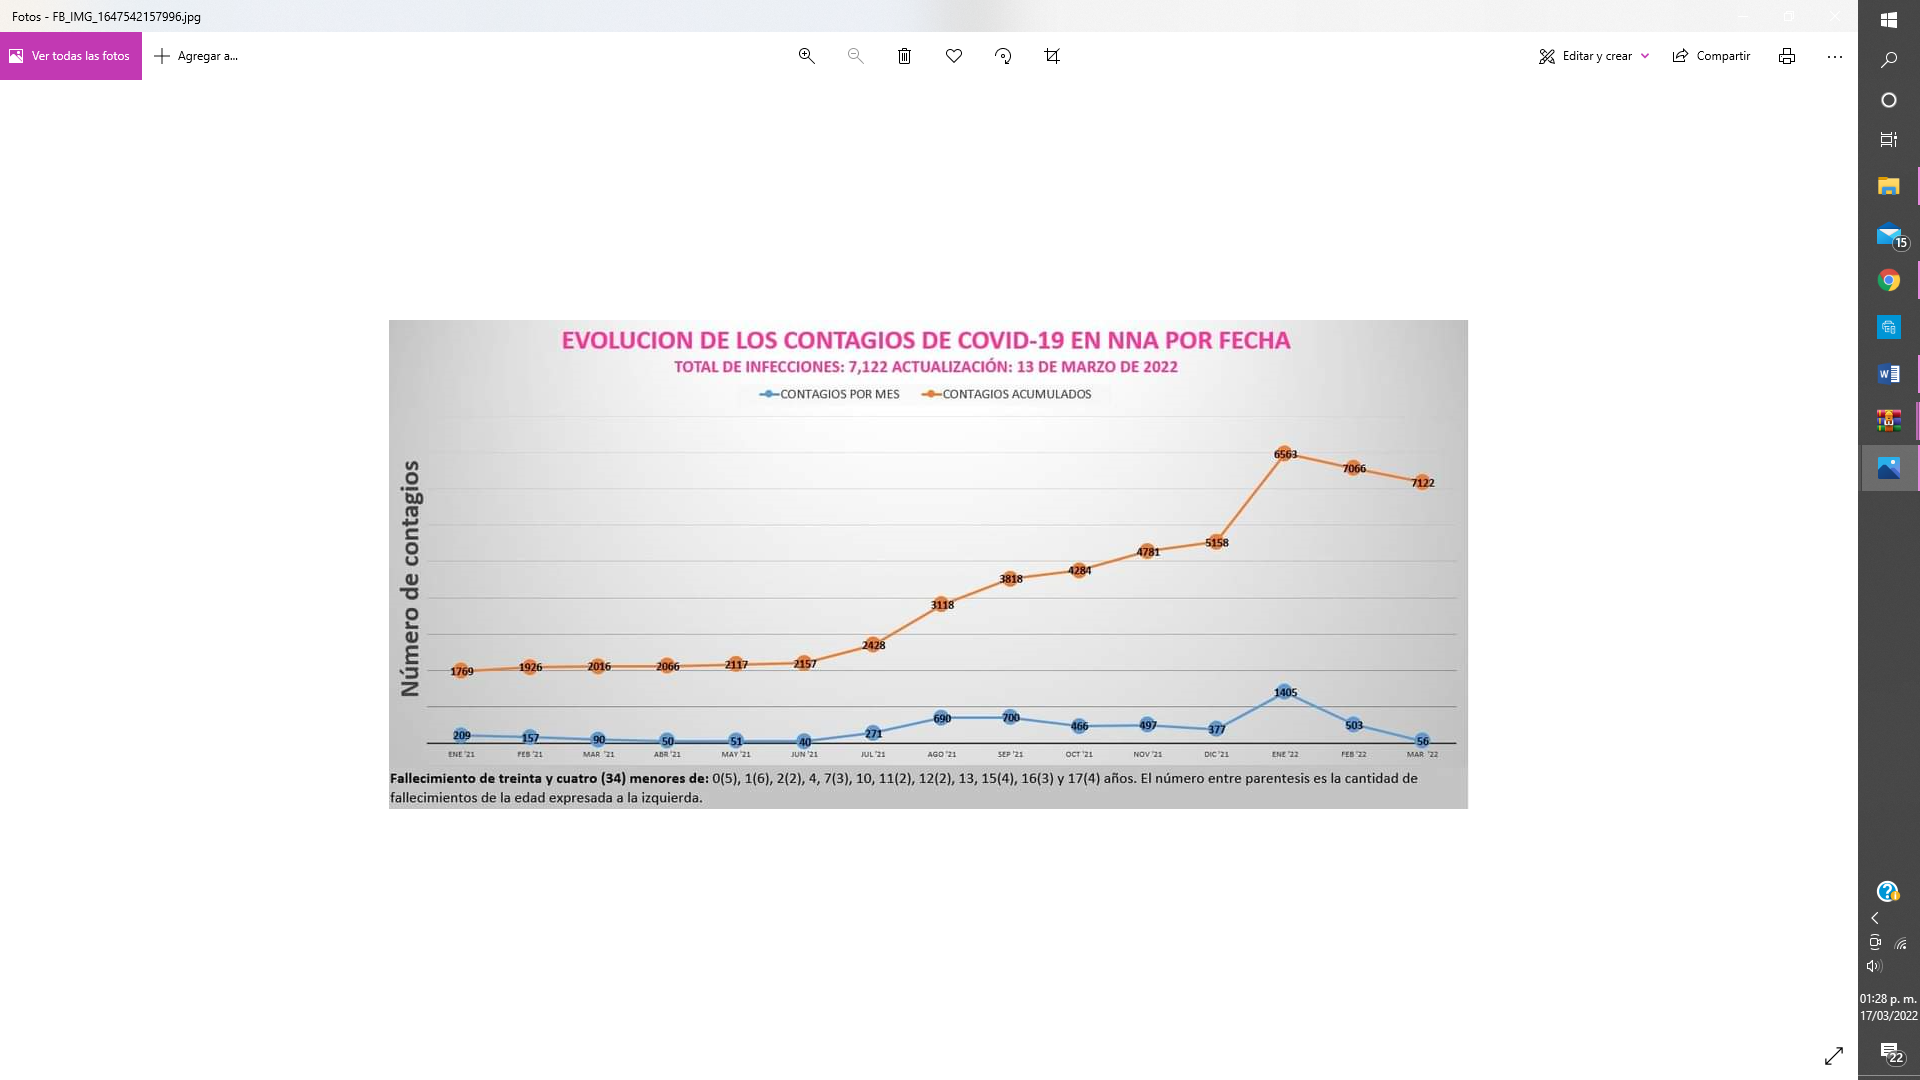 Fotos - FB_IMG_1647542157996.jpg
Ver todas las fotos
Agregar a...
Editar y crear
Compartir
15
EVOLUCION DE LOS CONTAGIOS DE COVID-19 EN NNA POR FECHA
TOTAL DE INFECCIONES: 7,122 ACTUALIZACIÓN: 13 DE MARZO DE 2022
CONTAGIOS POR MES CONTAGIOS ACUMULADOS
Número de contagios
1769 1926 2016 2066 2117 2157 2428 3118 3818 4284 4781 5158 6563 7066 7122
209 157 90 50 51 40 271 690 700 466 497 377 1405 503 56
ENE '21 FEB '21 MAR '21 ABR '21 MAY '21 JUN '21 JUL '21 AGO '21 SEP '21 OCT '21 NOV '21 DIC '21 ENE '22 FEB '22 MAR '22
Fallecimiento de treinta y cuatro (34) menores de: 0(5), 1(6), 2(2), 4, 7(3), 10, 11(2), 12(2), 13, 15(4), 16(3) y 17(4) años. El número entre parentesis es la cantidad de
fallecimientos de la edad expresada a la izquierda.
01:28 p. m.
17/03/2022
22